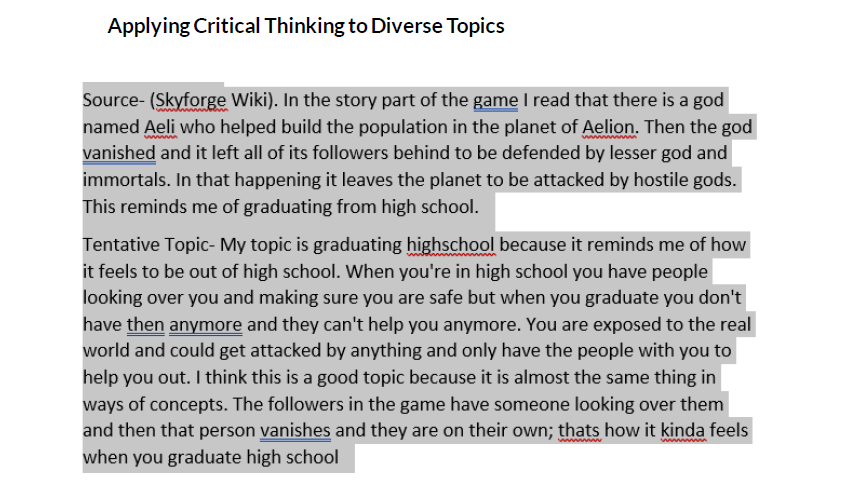 Applying Critical Thinking to Diverse Topics
Source- (Skyforge Wiki). In the story part of the game I read that there is a god
named Aeli who helped build the population in the planet of Aelion. Then the god
vanished and it left all of its followers behind to be defended by lesser god and
immortals. In that happening it leaves the planet to be attacked by hostile gods.
This reminds me of graduating from high school.
Tentative Topic- My topic is graduating highschool because it reminds me of how
it feels to be out of high school. When you're in high school you have people
looking over you and making sure you are safe but when you graduate you don't
have then anymore and they can't help you anymore. You are exposed to the real
world and could get attacked by anything and only have the people with you to
help you out. I think this is a good topic because it is almost the same thing in
ways of concepts. The followers in the game have someone looking over them
and then that person vanishes and they are on their own; thats how it kinda feels
when you graduate high school